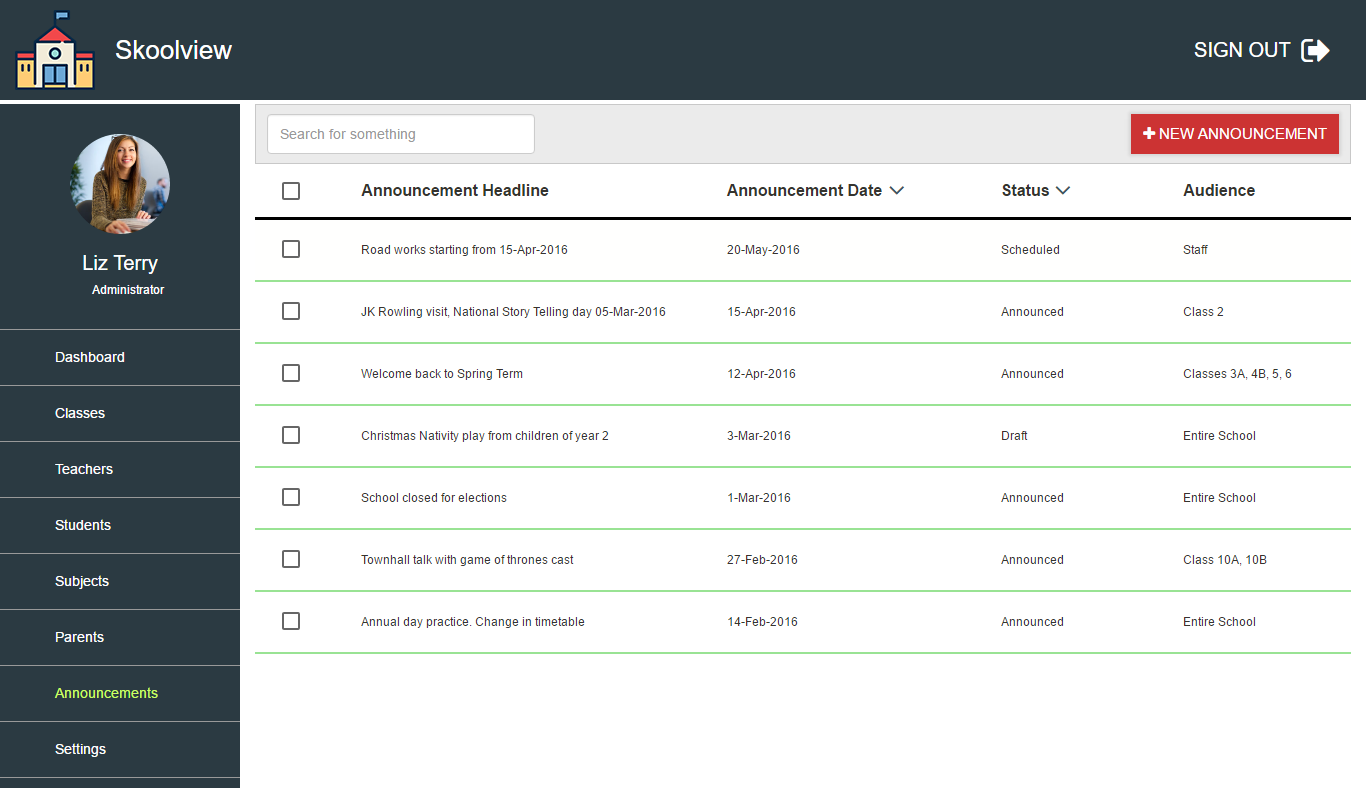 Skoolview
SIGN OUT
Liz Terry
Administrator
Dashboard
Classes
Teachers
Students
Subjects
Parents
Announcements
Settings
Search for something
NEW ANNOUNCEMENT
Announcement Headline Announcement Date Status Audience
Road works starting from 15-Apr-2016 20-May-2016 Scheduled Staff
JK Rowling visit, National Story Telling day 05-Mar-2016 15-Apr-2016 Announced Class 2
Welcome back to Spring Term 12-Apr-2016 Announced Classes 3A, 4B, 5, 6
Christmas Nativity play from children of year 2 3-Mar-2016 Draft Entire School
School closed for elections 1-Mar-2016 Announced Entire School
Townhall talk with game of thrones cast 27-Feb-2016 Announced Class 10A, 10B
Annual day practice. Change in timetable 14-Feb-2016 Announced Entire School